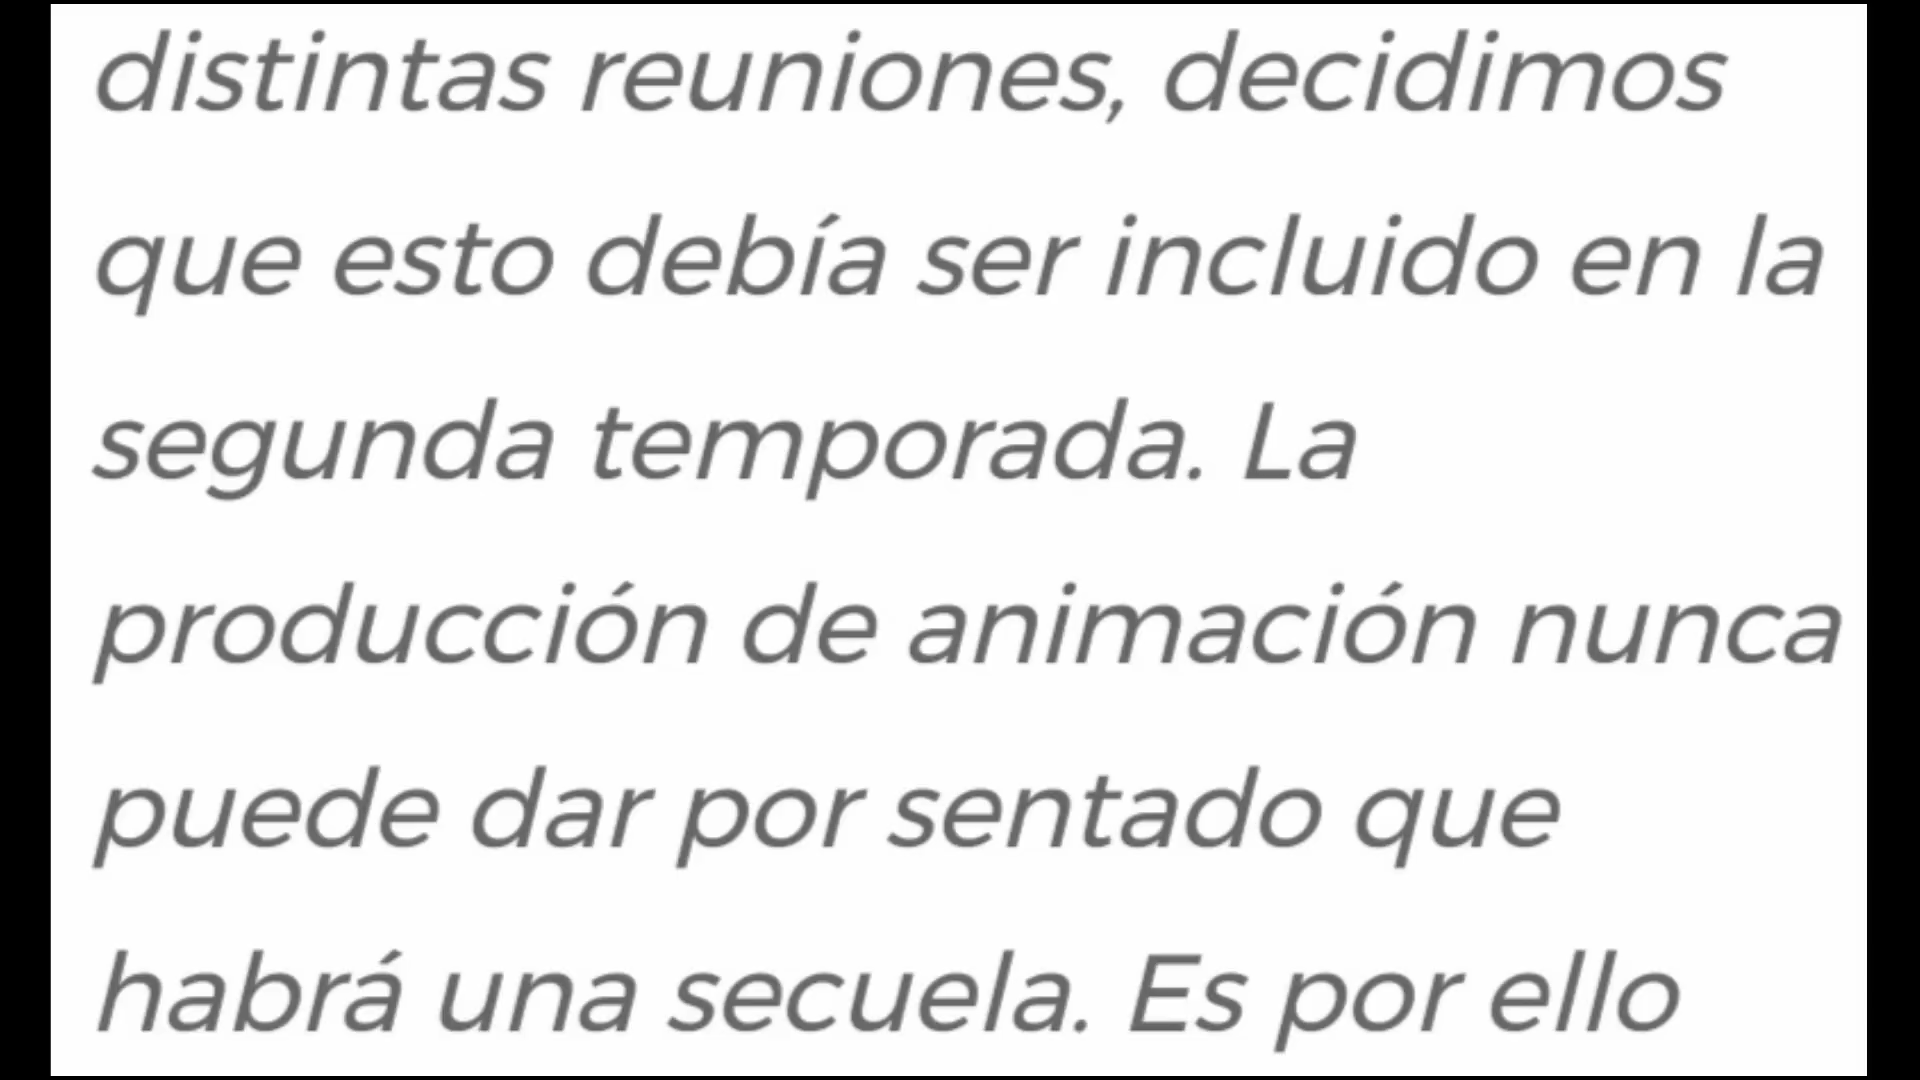 distintas reuniones, decidimos
que esto debía ser incluido en la
segunda temporada. La
producción de animación nunca
puede dar por sentado que
habrá una secuela. Es por ello